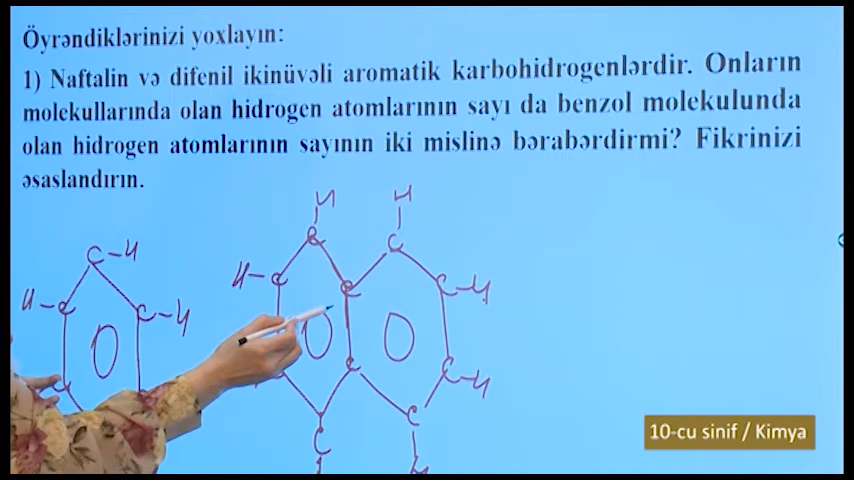 Öyrəndiklərinizi yoxlayın:
1) Naftalin və difenil ikinüvəli aromatik karbohidrogenlərdir. Onların
molekullarında olan hidrogen atomlarının sayı da benzol molekulunda
olan hidrogen atomlarının sayının iki mislinə bərabərdirmi? Fikrinizi
əsaslandırın.
H H
C-H C C
H-C C-H H-C C C-H
C C-H
C C
10-cu sinif / Kimya